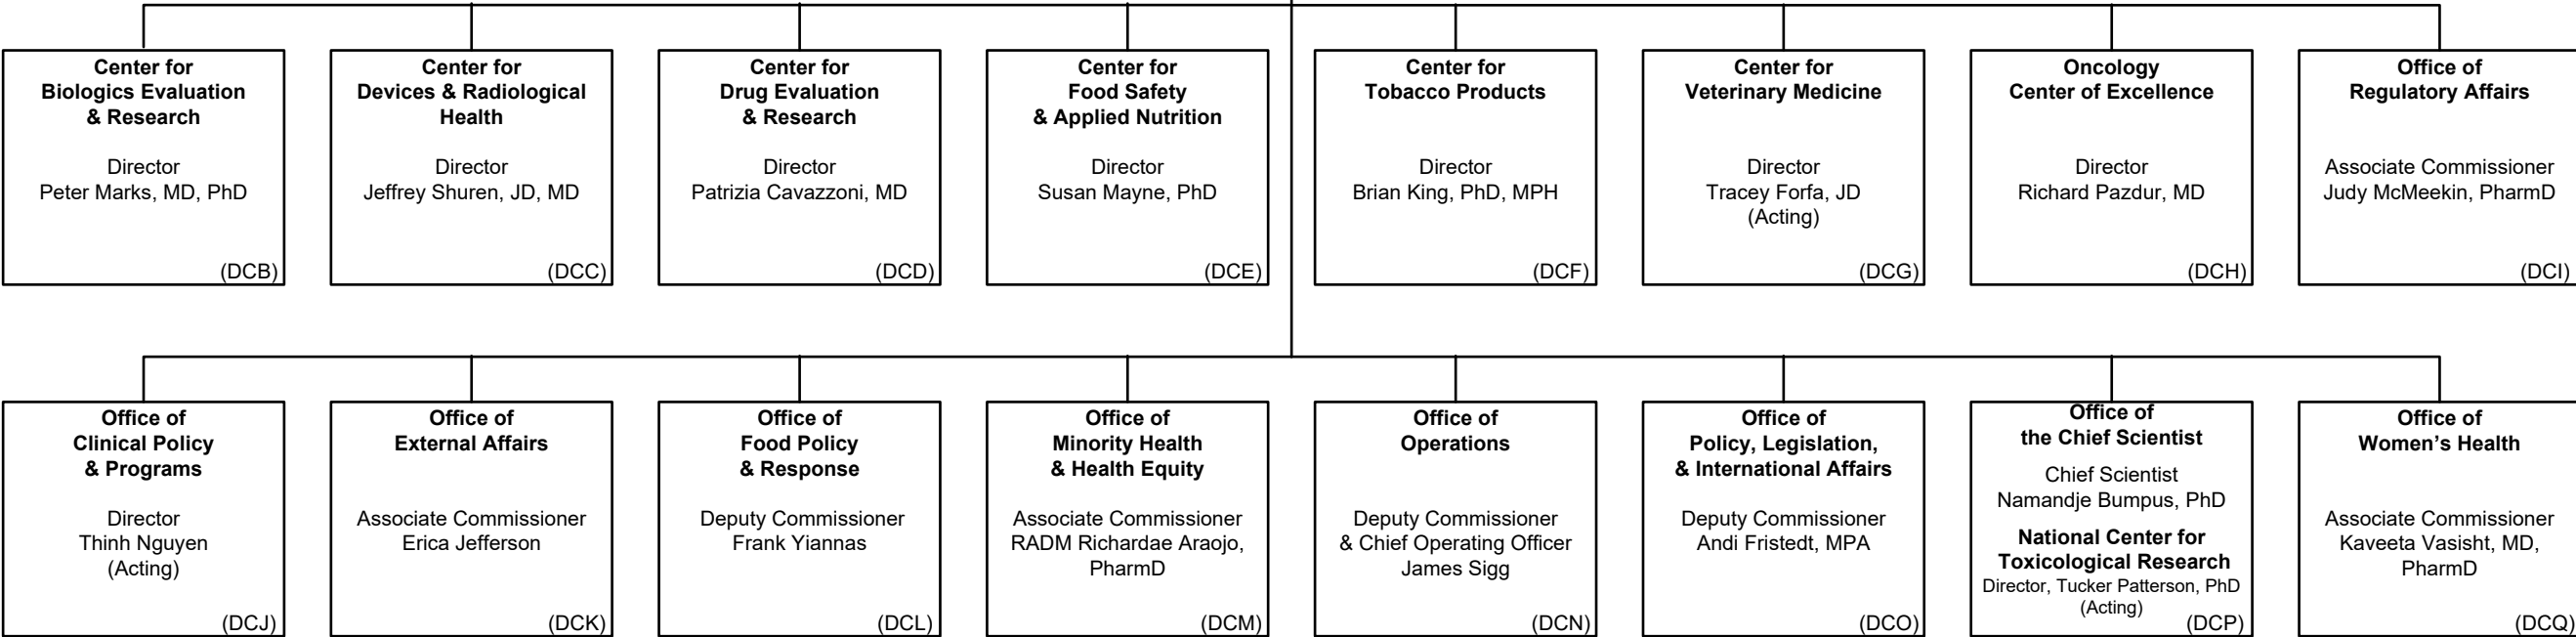 Center for
Biologics Evaluation
& Research
Director
Peter Marks, MD, PhD
(DCB)
Center for
Devices & Radiological
Health
Director
Jeffrey Shuren, JD, MD
(DCC)
Center for
Drug Evaluation
& Research
Director
Patrizia Cavazzoni, MD
(DCD)
Center for
Food Safety
& Applied Nutrition
Director
Susan Mayne, PhD
(DCE)
Center for
Tobacco Products
Director
Brian King, PhD, MPH
(DCF)
Center for
Veterinary Medicine
Director
Tracey Forfa, JD
(Acting)
(DCG)
Oncology
Center of Excellence
Director
Richard Pazdur, MD
(DCH)
Office of
Regulatory Affairs
Associate Commissioner
Judy McMeekin, PharmD
(DCI)
Office of
Clinical Policy
& Programs
Director
Thinh Nguyen
(Acting)
(DCJ)
Office of
External Affairs
Associate Commissioner
Erica Jefferson
(DCK)
Office of
Food Policy
& Response
Deputy Commissioner
Frank Yiannas
(DCL)
Office of
Minority Health
& Health Equity
Associate Commissioner
RADM Richardae Araojo,
PharmD
(DCM)
Office of
Operations
Deputy Commissioner
& Chief Operating Officer
James Sigg
(DCN)
Office of
Policy, Legislation,
& International Affairs
Deputy Commissioner
Andi Fristedt, MPA
(DCO)
Office of
the Chief Scientist
Chief Scientist
Namandje Bumpus, PhD
National Center for
Toxicological Research
Director, Tucker Patterson, PhD
(Acting)
(DCP)
Office of
Women’s Health
Associate Commissioner
Kaveeta Vasisht, MD,
PharmD
(DCQ)